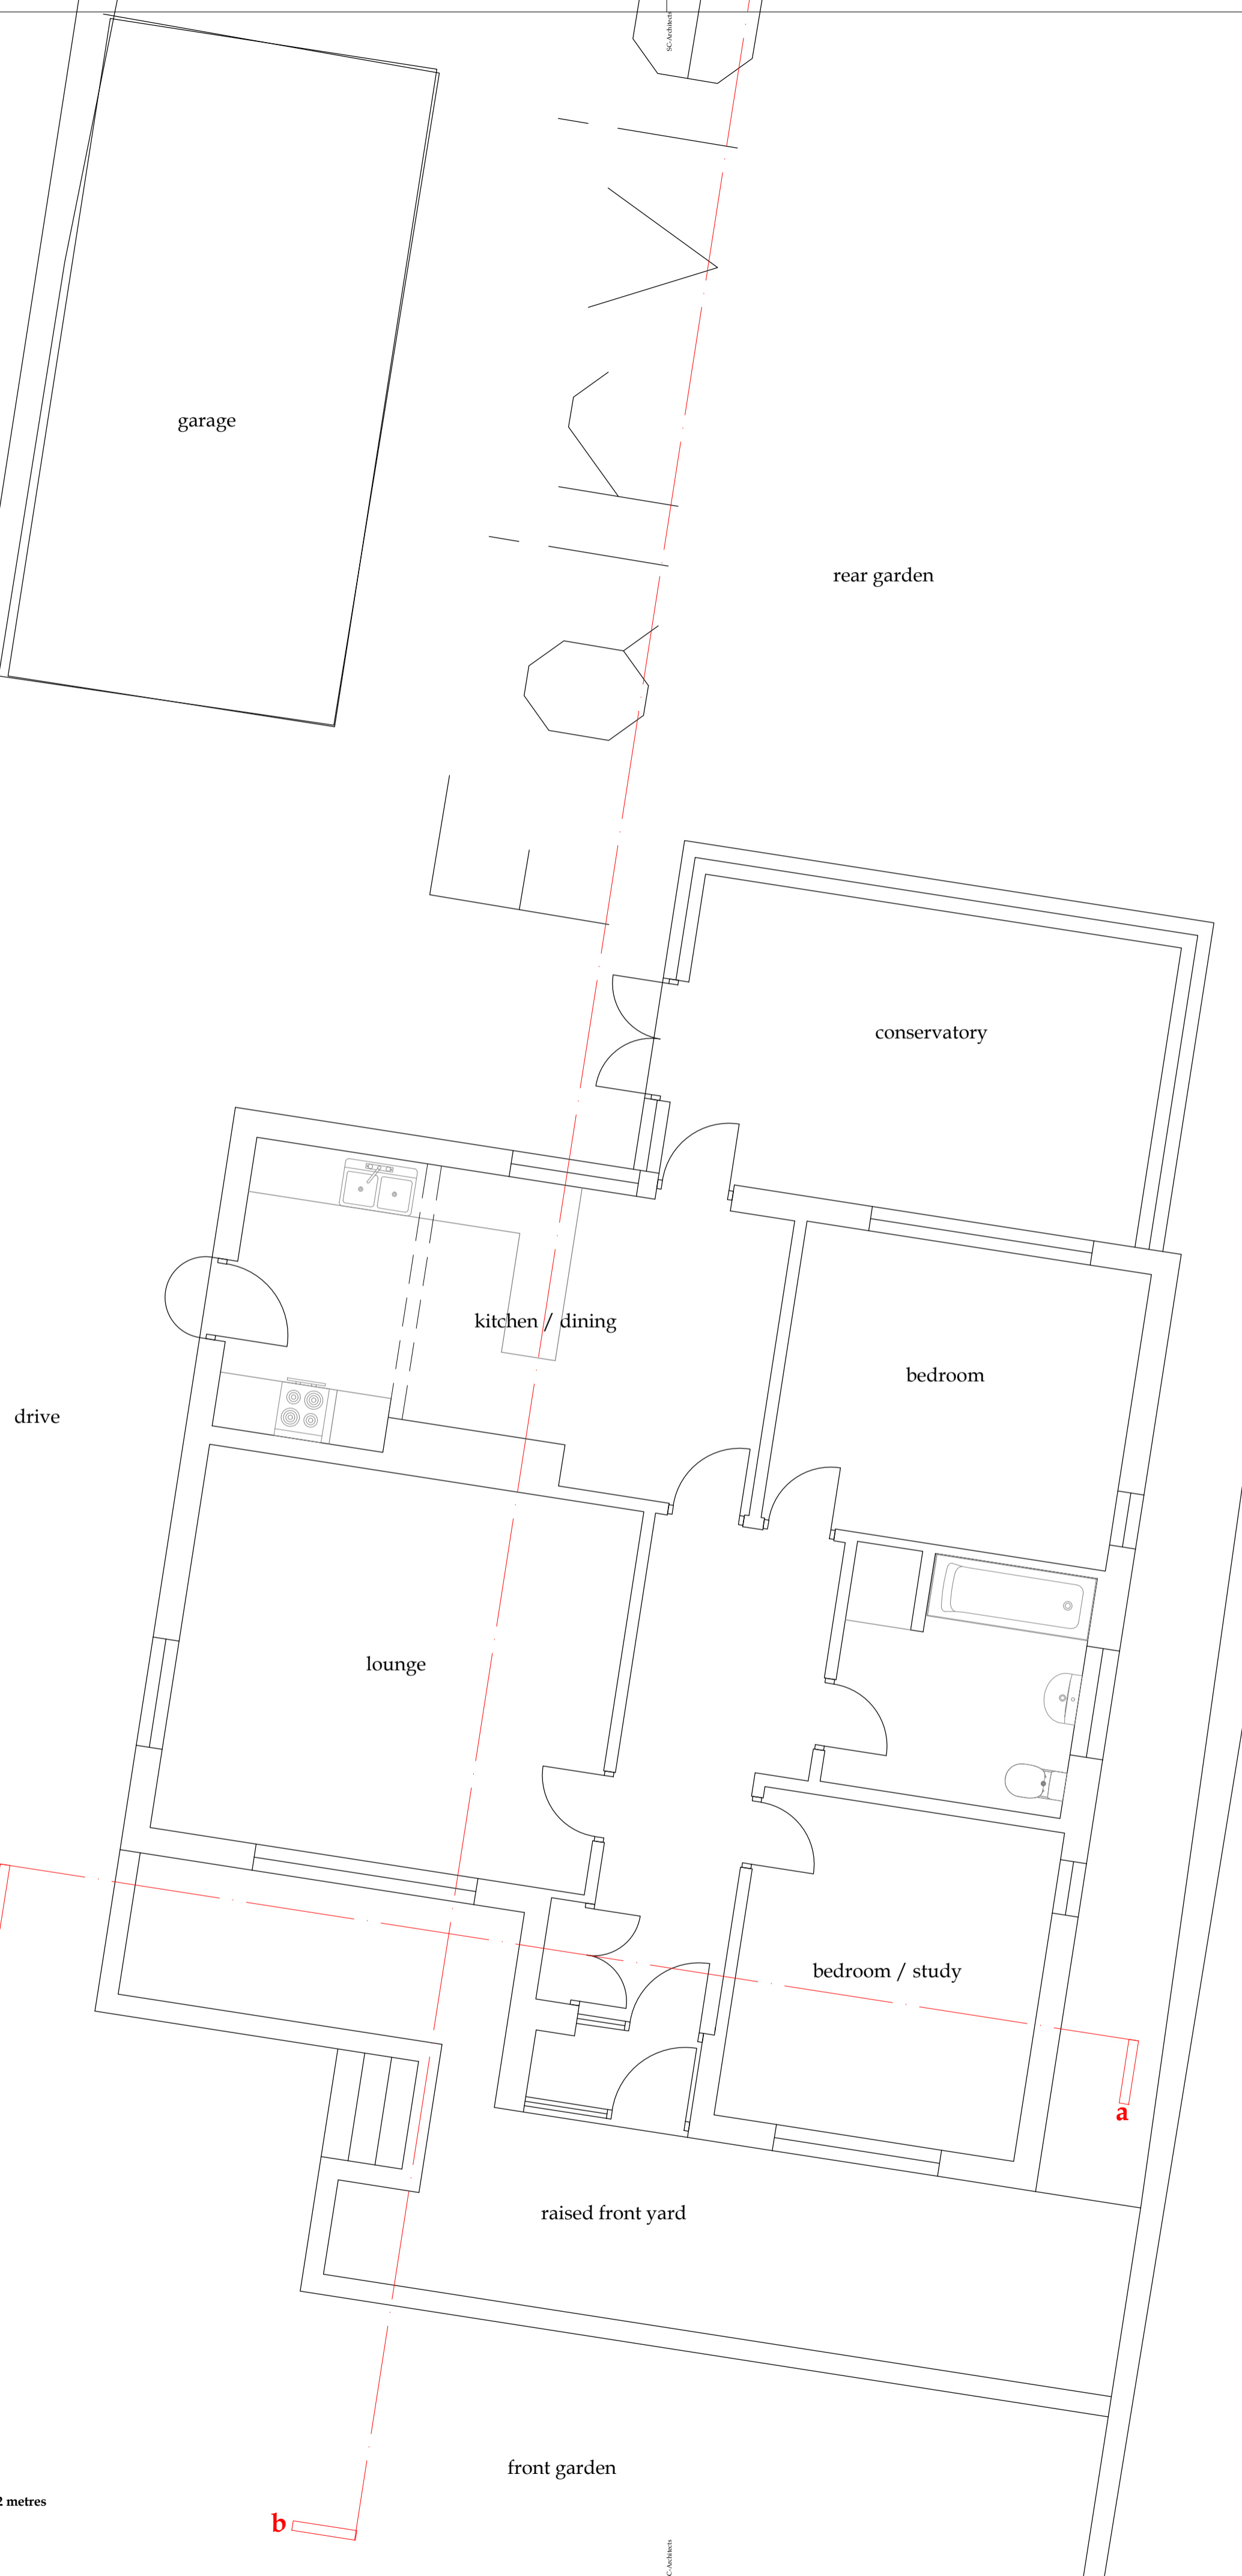 SC-Architects
garage
rear garden
conservatory
kitchen / dining
bedroom
drive
lounge
bedroom / study
a
raised front yard
front garden
2 metres
b
C-Architects